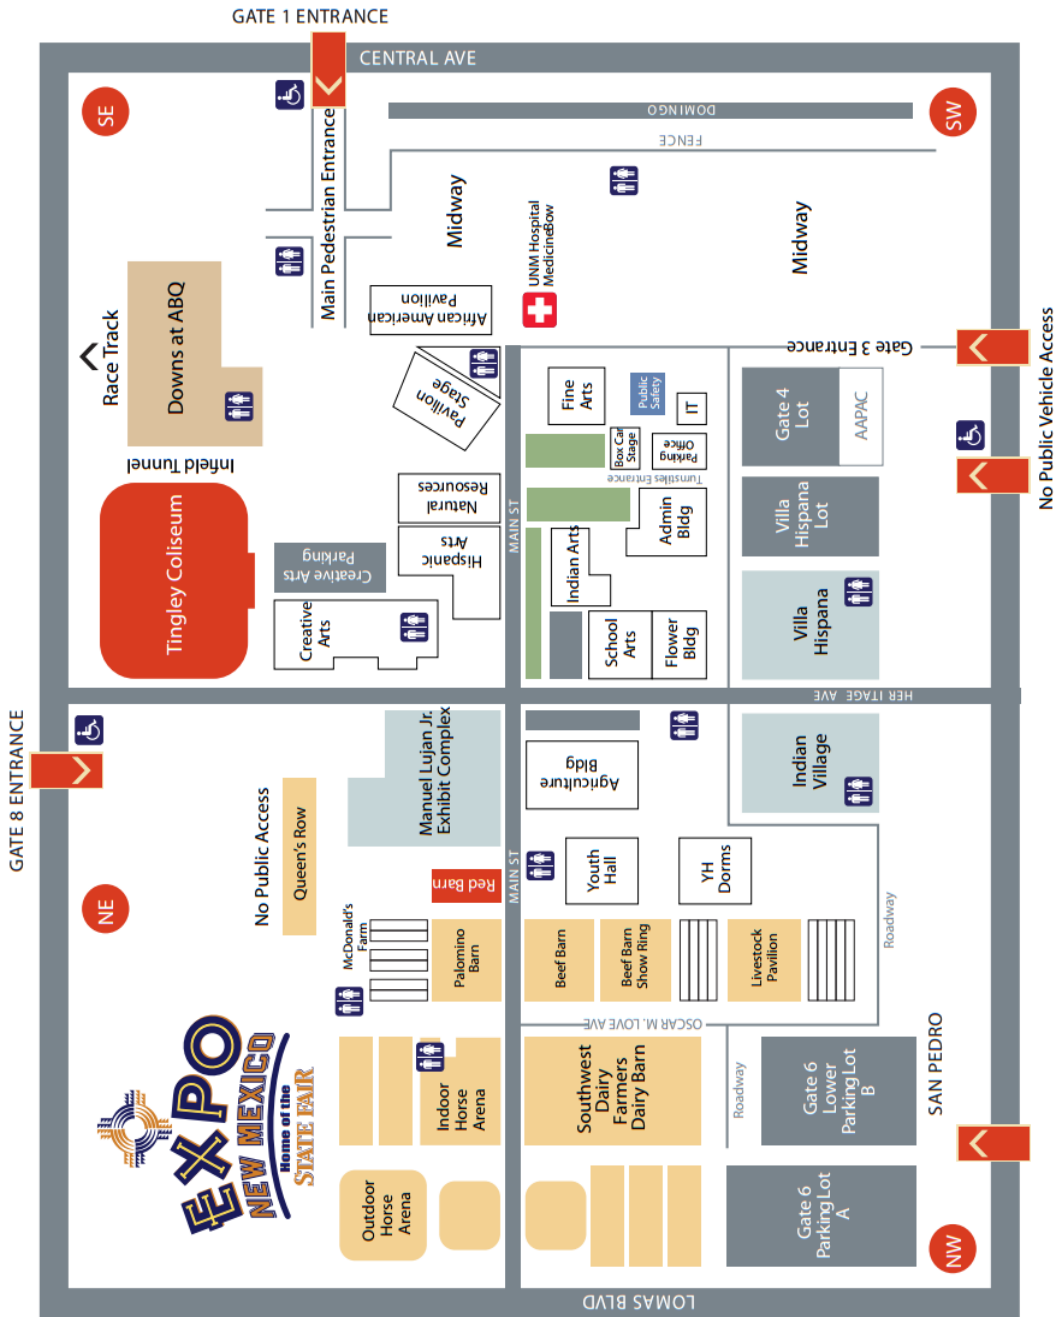 GATE 1 ENTRANCE
CENTRAL AVE
SE
SW
DOMINGO
FENCE
Main Pedestrian Entrance
Midway
UNM Hospital
MedicineBow
Midway
African American
Pavilion
Race Track
Downs at ABQ
Gate 3 Entrance
No Public Vehicle Access
Pavilion
Stage
Fine
Arts
Public
Safety
IT
Gate 4
Lot
AAPAC
Box Car
Stage
Parking
Office
Infield Tunnel
Turnstiles Entrance
Natural
Resources
Tingley Coliseum
Creative Arts
Parking
Hispanic
Arts
MAIN ST
Indian Arts
Admin
Bldg
Villa
Hispana
Lot
Creative
Arts
School
Arts
Flower
Bldg
Villa
Hispana
HERITAGE AVE
GATE 8 ENTRANCE
Manuel Lujan Jr.
Exhibit Complex
Agriculture
Bldg
Indian
Village
No Public Access
Queen's Row
NE
Red Barn
MAIN ST
Youth
Hall
YH
Dorms
McDonald's
Farm
Palomino
Barn
Beef Barn
Beef Barn
Show Ring
Livestock
Pavilion
Roadway
OSCAR M. LOVE AVE
EXPO
NEW MEXICO
Home of the
STATE FAIR
Indoor
Horse
Arena
Southwest
Dairy
Farmers
Dairy Barn
Roadway
Gate 6
Lower
Parking Lot
B
SAN PEDRO
Outdoor
Horse
Arena
Gate 6
Parking Lot
A
NW
LOMAS BLVD